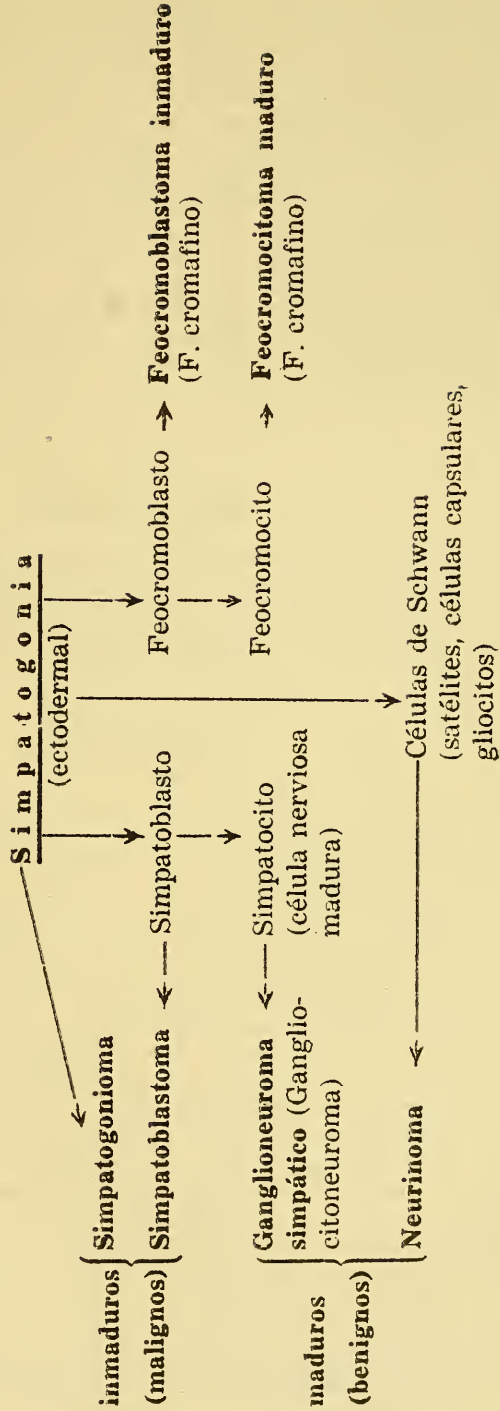 Simpatogonia
(ectodermal)
inmaduros
(malignos)
Simpatogonioma
Simpatoblastoma
Simpatoblasto
Feocromoblasto
Feocromoblastoma inmaduro
(F. cromafino)
maduros
(benignos)
Ganglioneuroma
simpático (Ganglio-
citoneuroma)
Simpatocito
(célula nerviosa
madura)
Feocromocito
Feocromocitoma maduro
(F. cromafino)
Neurinoma
Células de Schwann
(satélites, células capsulares,
gliocitos)